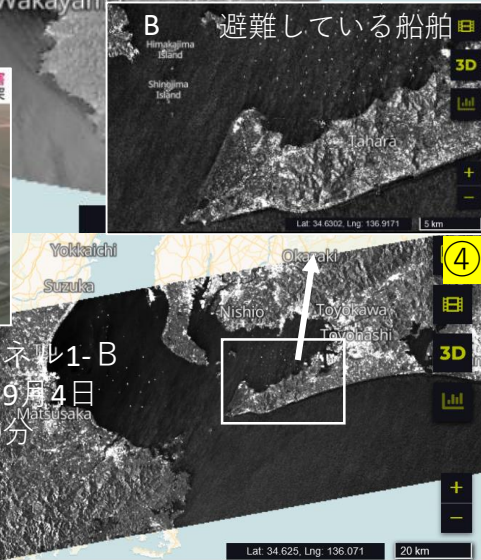 Wakayam
B 避難している船舶
Himakajima
Island
Shinojima
Island
3D
Tahara
+
−
Lat: 34.6302, Lng: 136.9171
5 km
④
Yokkaichi
Okazaki
Suzuka
Nishio
Toyokawa
Toyohashi
3D
ネル1-B
9月4日
Matsusaka
分
+
−
Lat: 34.625, Lng: 136.071
20 km